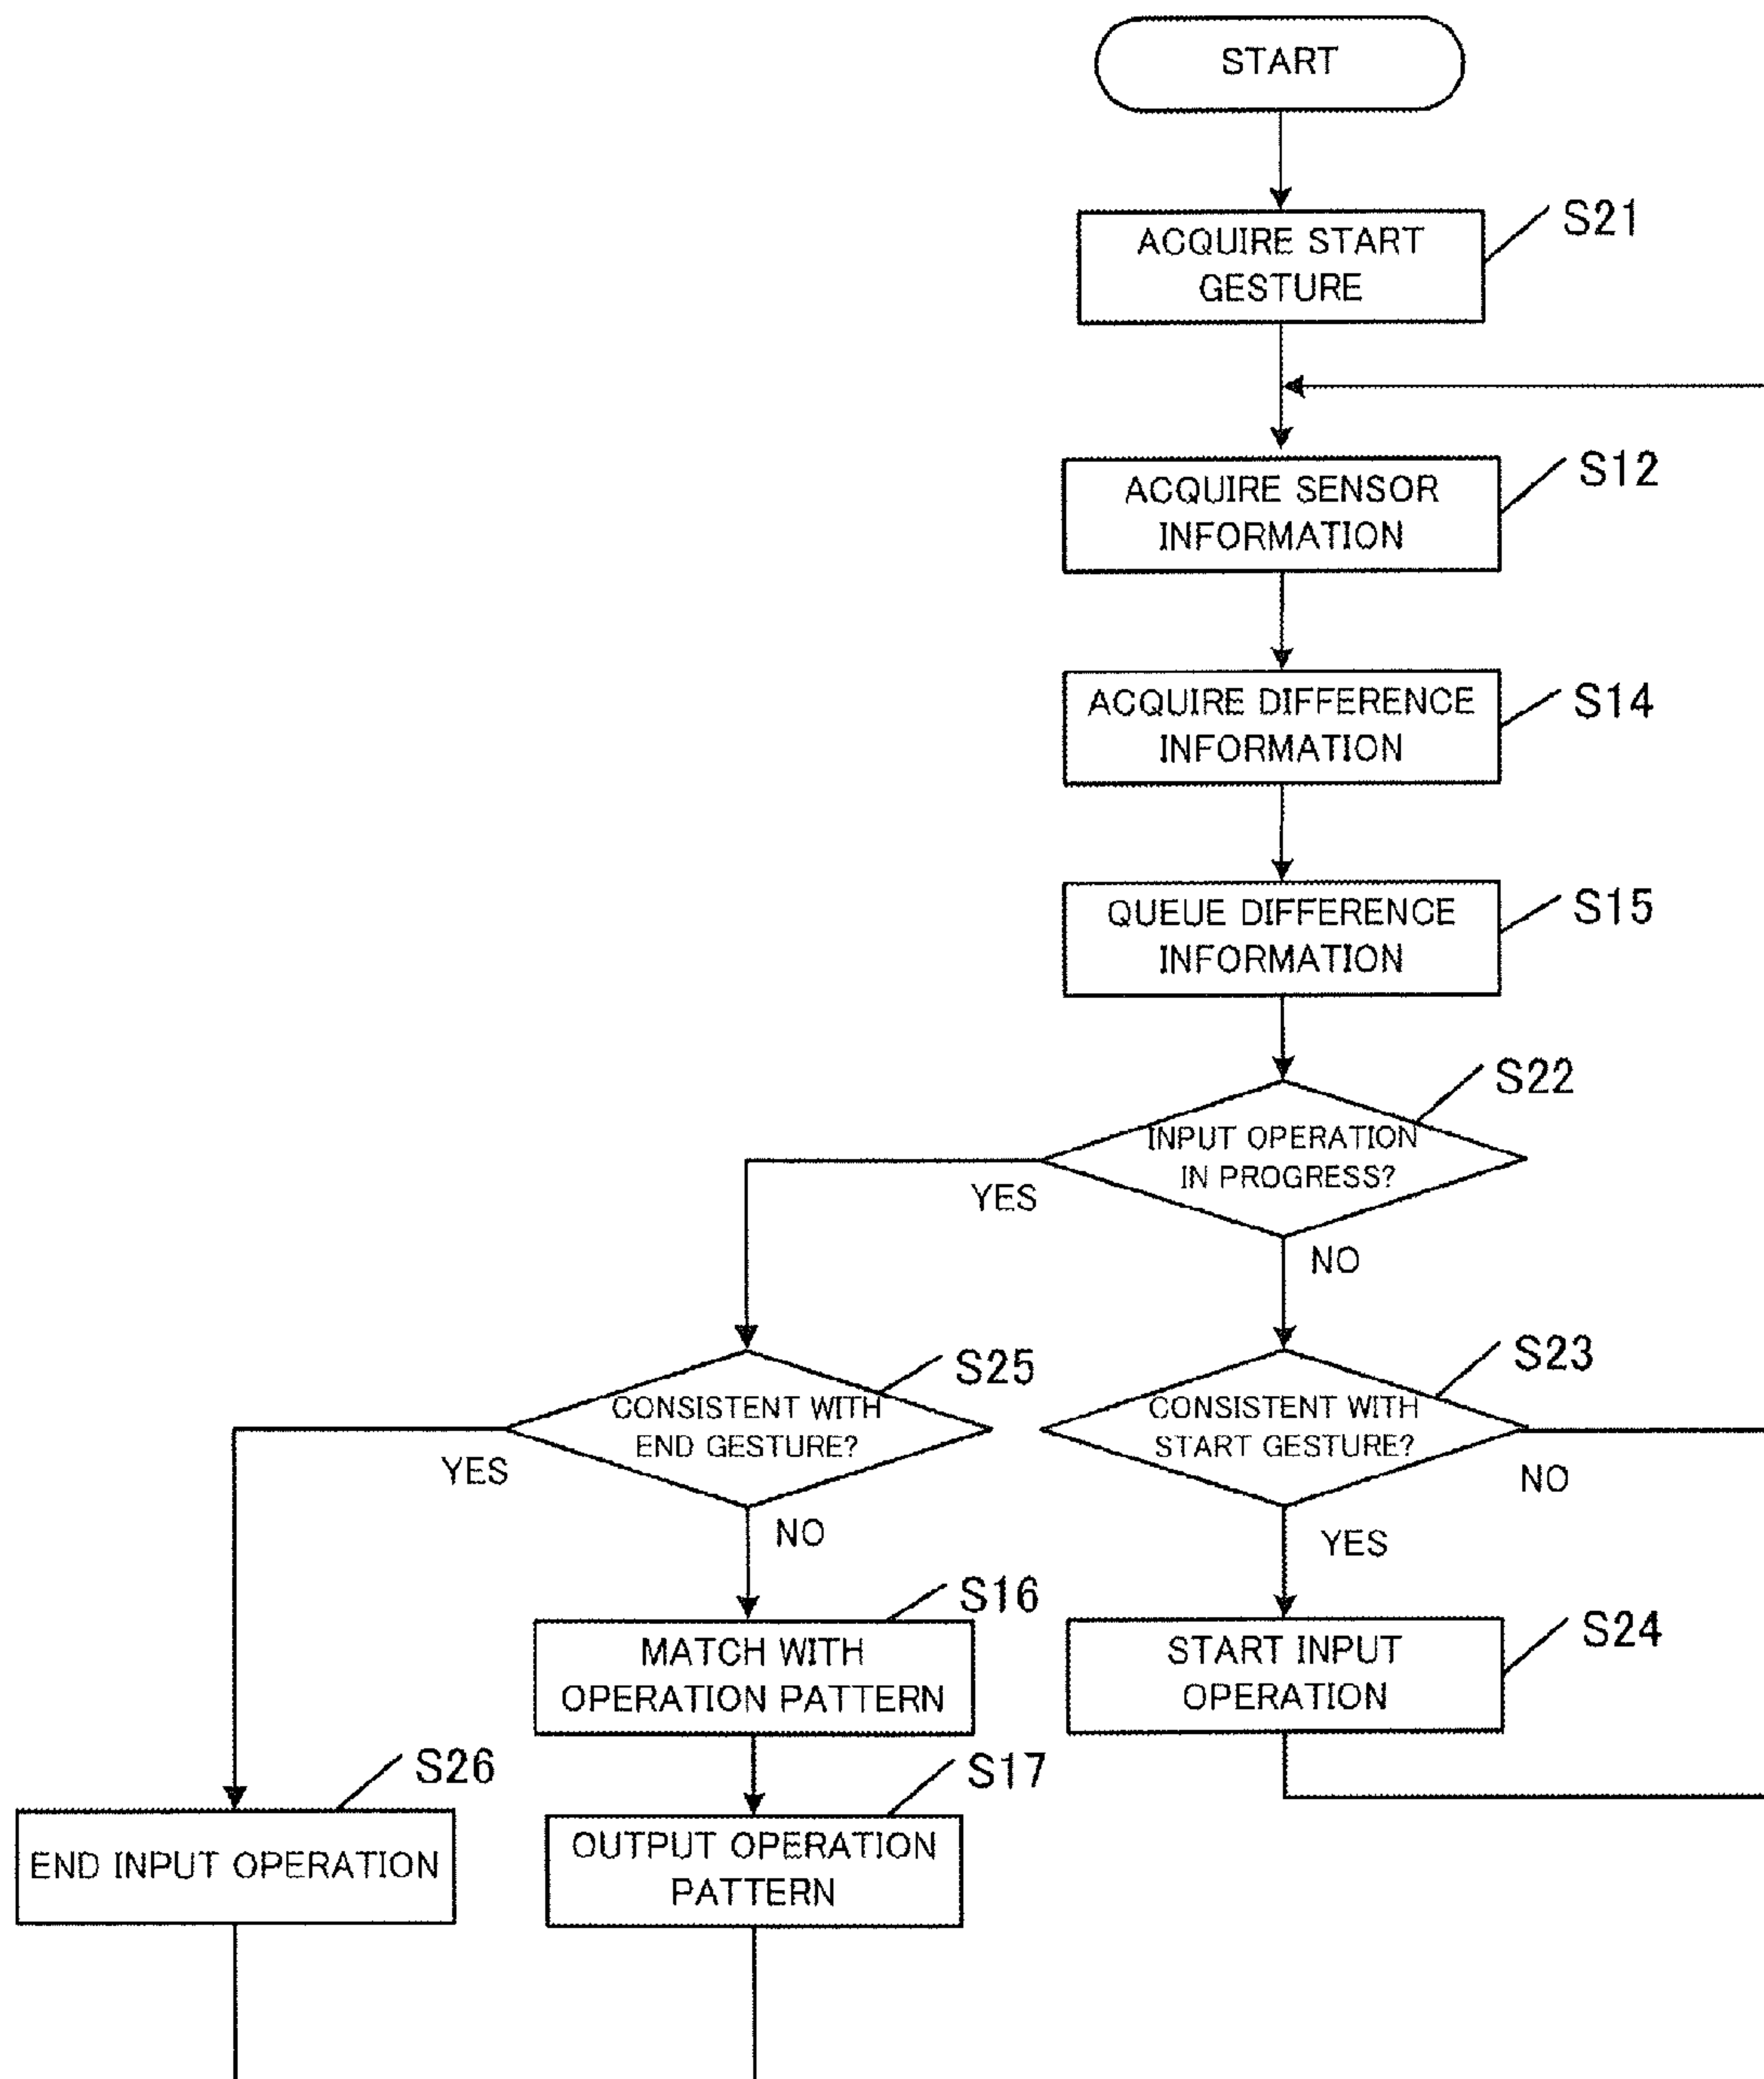 START
ACQUIRE START
GESTURE
S21
ACQUIRE SENSOR
INFORMATION
S12
ACQUIRE DIFFERENCE
INFORMATION
S14
QUEUE DIFFERENCE
INFORMATION
S15
INPUT OPERATION
IN PROGRESS?
S22
YES
NO
CONSISTENT WITH
END GESTURE?
S25
CONSISTENT WITH
START GESTURE?
S23
YES
NO
NO
YES
MATCH WITH
OPERATION PATTERN
S16
START INPUT
OPERATION
S24
END INPUT OPERATION
S26
OUTPUT OPERATION
PATTERN
S17